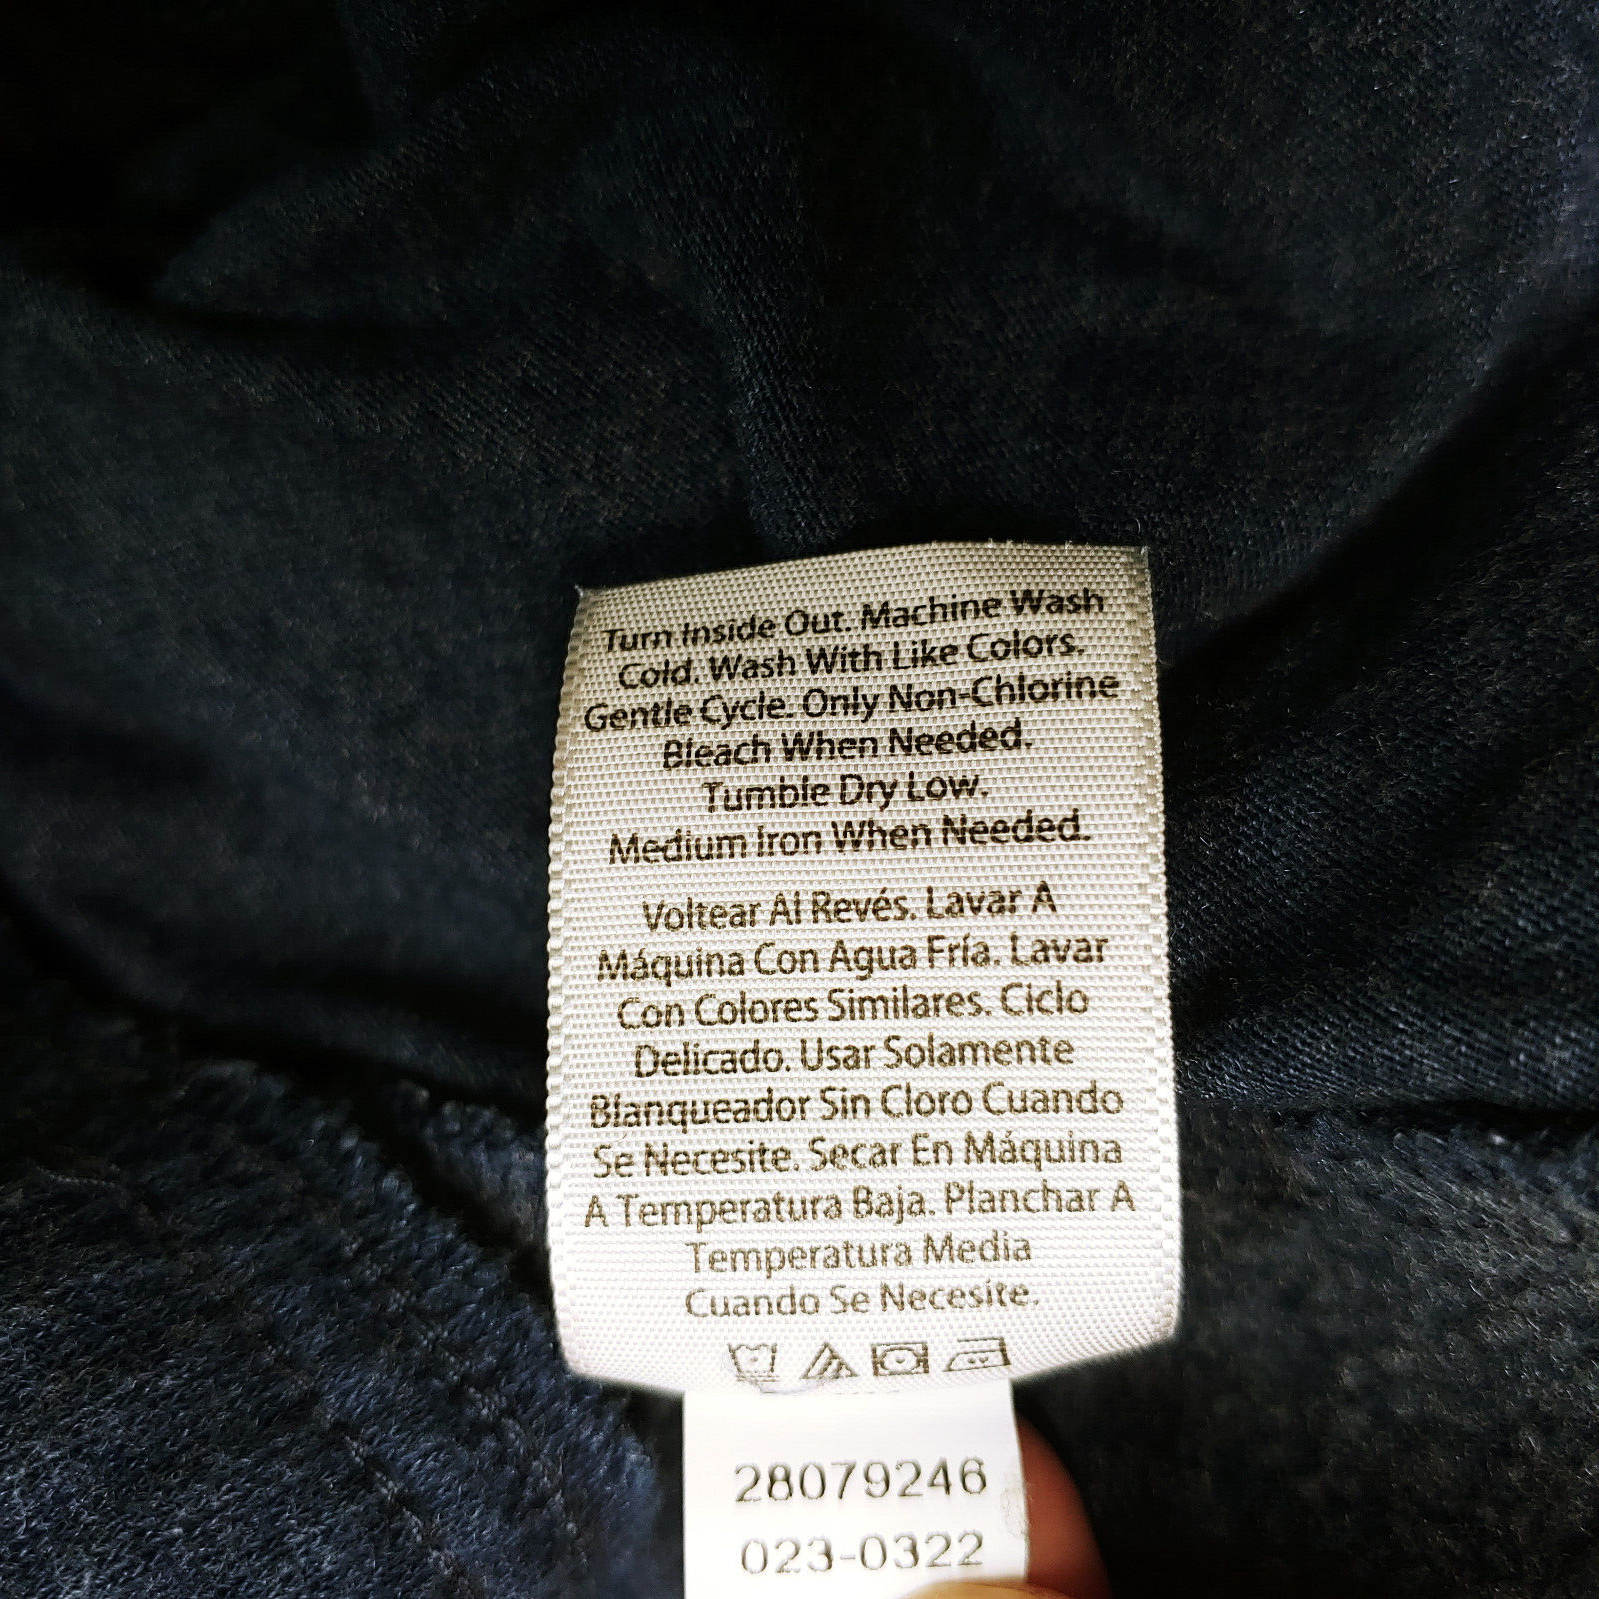 Turn Inside Out. Machine Wash
Cold. Wash With Like Colors.
Gentle Cycle. Only Non-Chlorine
Bleach When Needed.
Tumble Dry Low.
Medium Iron When Needed.
Voltear Al Revés. Lavar A
Máquina Con Agua Fría. Lavar
Con Colores Similares. Ciclo
Delicado. Usar Solamente
Blanqueador Sin Cloro Cuando
Se Necesite. Secar En Máquina
A Temperatura Baja. Planchar A
Temperatura Media
Cuando Se Necesite.
28079246
023-0322